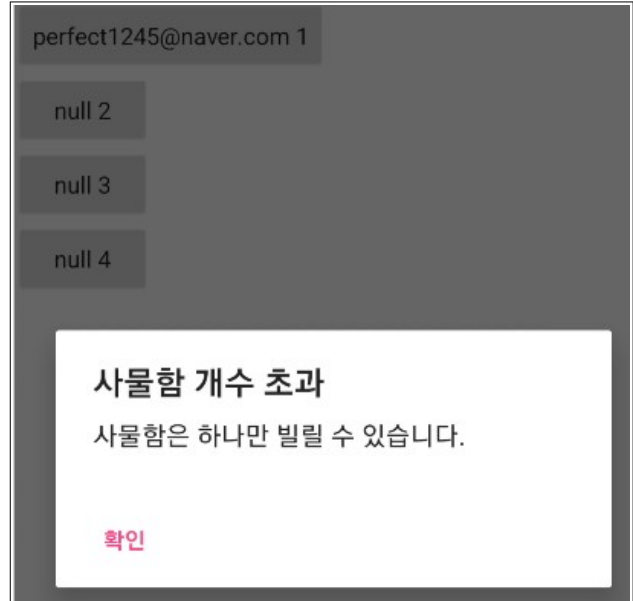 perfect1245@naver.com 1
null 2
null 3
null 4
사물함 개수 초과
사물함은 하나만 빌릴 수 있습니다.
확인